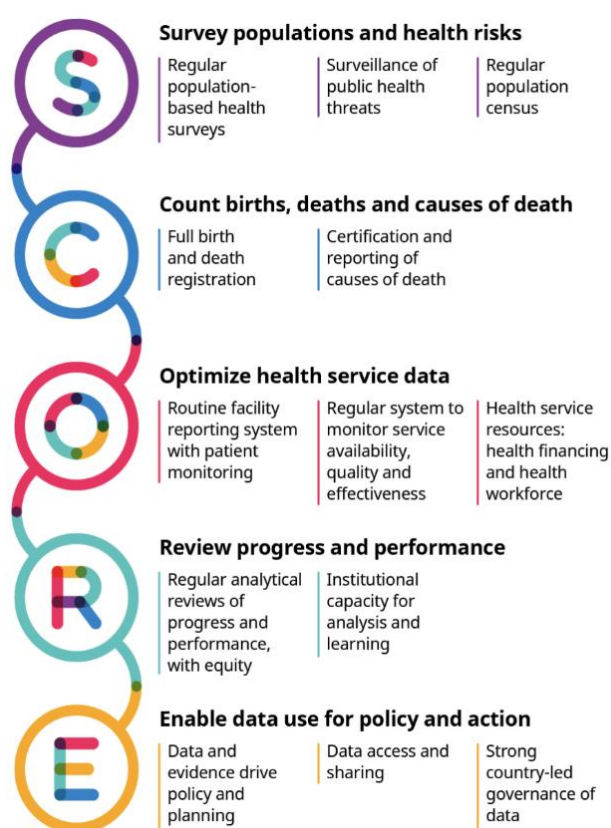 S
Survey populations and health risks
Regular
population-
based health
surveys
Surveillance of
public health
threats
Regular
population
census
C
Count births, deaths and causes of death
Full birth
and death
registration
Certification and
reporting of
causes of death
O
Optimize health service data
Routine facility
reporting system
with patient
monitoring
Regular system to
monitor service
availability,
quality and
effectiveness
Health service
resources:
health financing
and health
workforce
R
Review progress and performance
Regular analytical
reviews of
progress and
performance,
with equity
Institutional
capacity for
analysis and
learning
E
Enable data use for policy and action
Data and
evidence drive
policy and
planning
Data access and
sharing
Strong
country-led
governance of
data